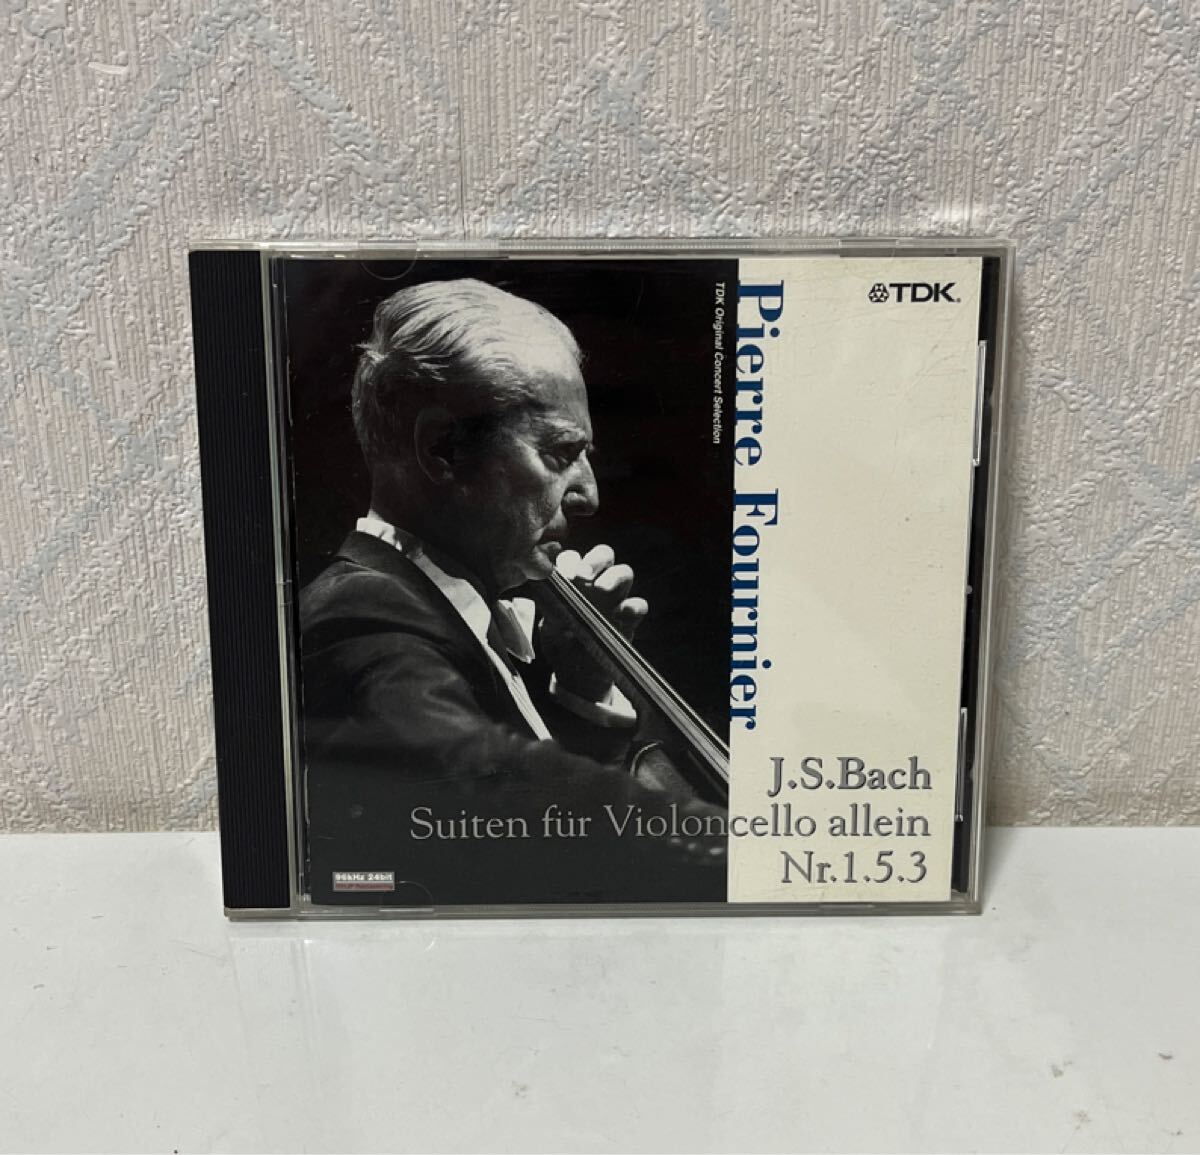 TDK
Pierre Fournier
TDK Original Concert Selection
J.S.Bach
Suiten für Violoncello allein
Nr.1.5.3
96kHz 24bit